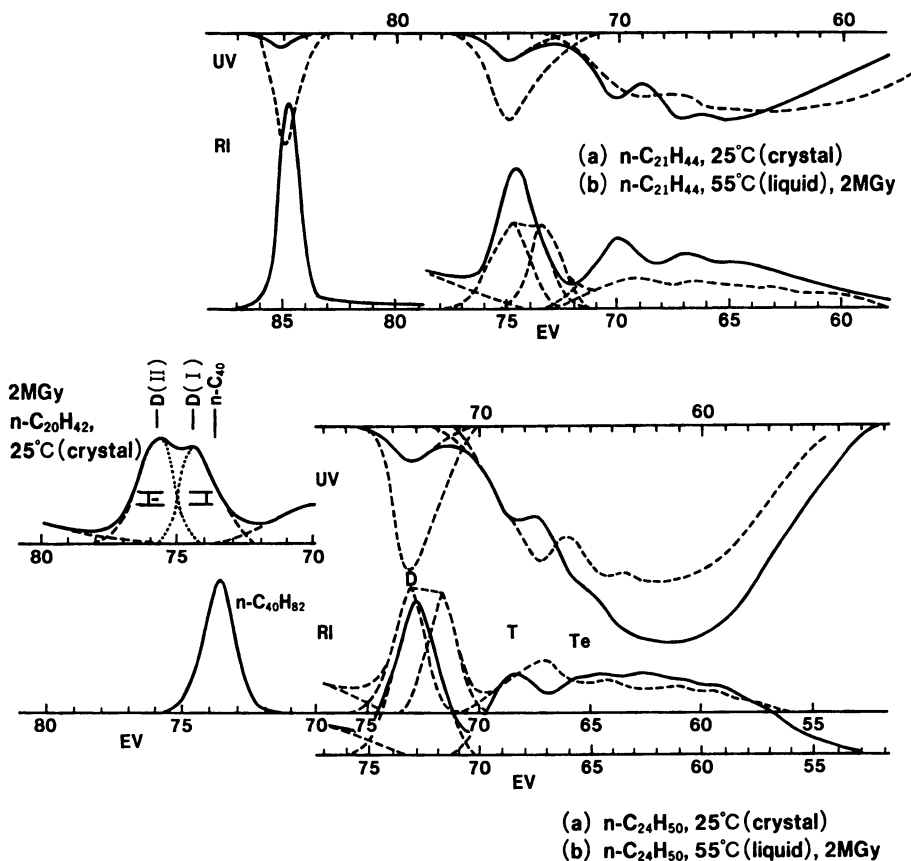 80 70 60
UV
RI
(a) n-C₂₁H₄₄, 25℃(crystal)
(b) n-C₂₁H₄₄, 55℃(liquid), 2MGy
85 80 75 70 65 60
EV
2MGy
n-C₂₀H₄₂,
25℃(crystal)
D(II)
D(I)
n-C₄₀
II
I
80 75 70
n-C₄₀H₈₂
80 75 70
EV
70 60
UV
D
RI
T
Te
65 60 55
75 70 65 60 55
EV
(a) n-C₂₄H₅₀, 25℃(crystal)
(b) n-C₂₄H₅₀, 55℃(liquid), 2MGy